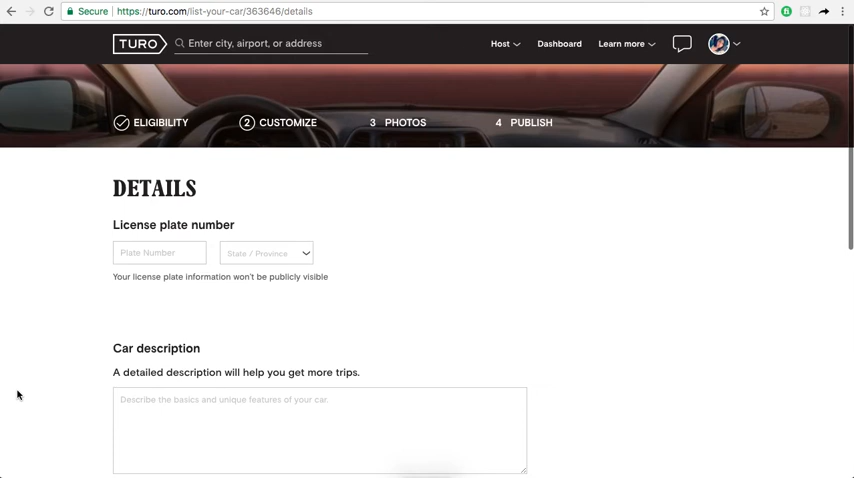 Secure https://turo.com/list-your-car/363646/details
TURO Enter city, airport, or address Host Dashboard Learn more
ELIGIBILITY 2 CUSTOMIZE 3 PHOTOS 4 PUBLISH
DETAILS
License plate number
Plate Number State / Province
Your license plate information won't be publicly visible
Car description
A detailed description will help you get more trips.
Describe the basics and unique features of your car.